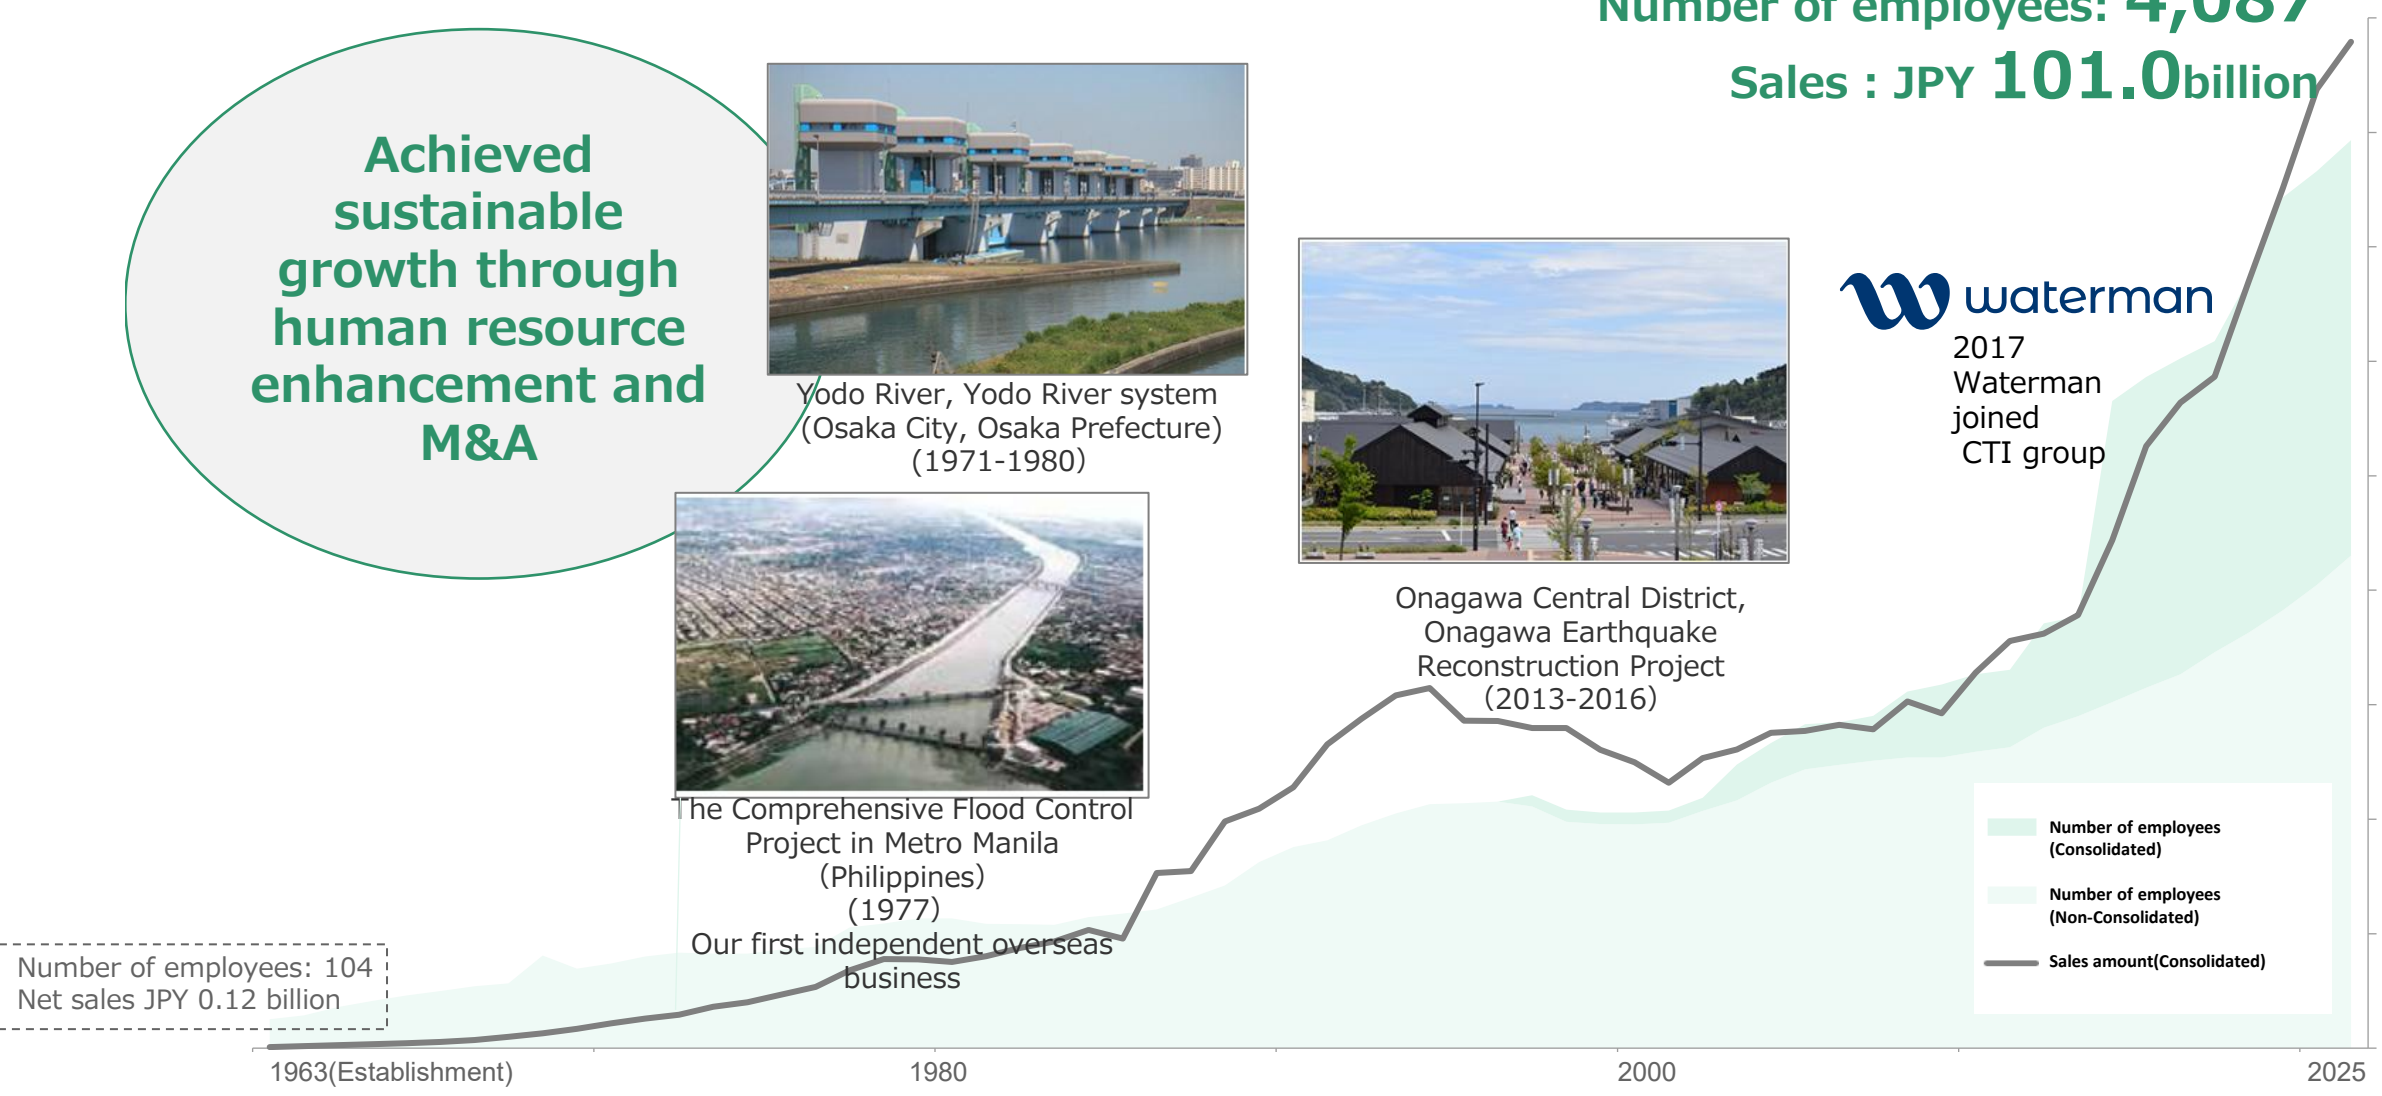 Number of employees: 4,087
Sales : JPY 101.0billion
Achieved
sustainable
growth through
human resource
enhancement and
M&A
Yodo River, Yodo River system
(Osaka City, Osaka Prefecture)
(1971-1980)
waterman
2017
Waterman
joined
CTI group
Onagawa Central District,
Onagawa Earthquake
Reconstruction Project
(2013-2016)
The Comprehensive Flood Control
Project in Metro Manila
(Philippines)
(1977)
Our first independent overseas
business
Number of employees: 104
Net sales JPY 0.12 billion
Number of employees
(Consolidated)
Number of employees
(Non-Consolidated)
Sales amount(Consolidated)
1963(Establishment)
1980
2000
2025